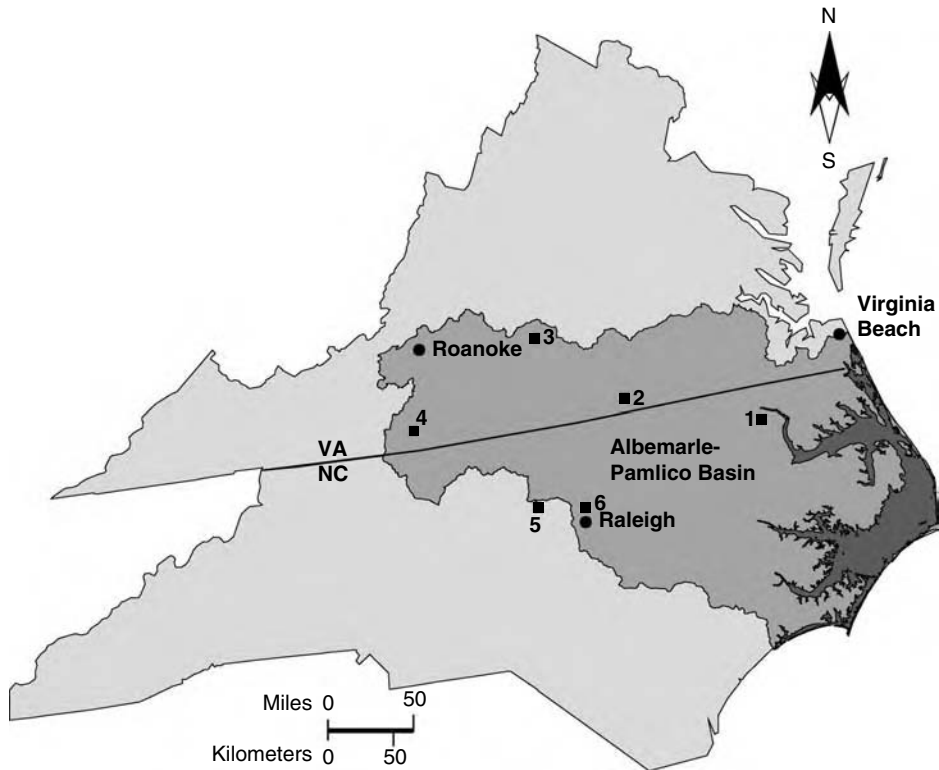 N
S
Virginia
Beach
3
Roanoke
2
4
1
VA
NC
Albemarle-
Pamlico Basin
5
6
Raleigh
Miles 0 50
Kilometers 0 50